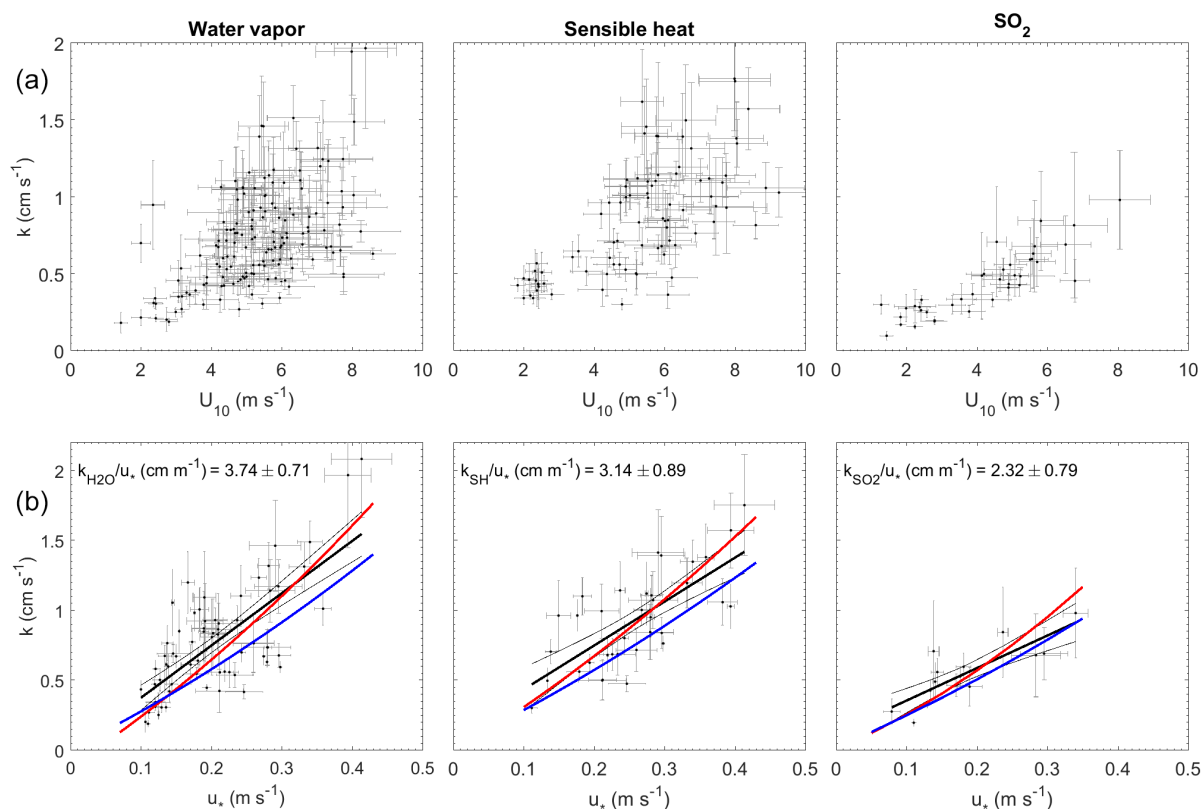 Water vapor
Sensible heat
SO2
(a)
k (cm s-1)
2
1.5
1
0.5
0
0 2 4 6 8 10
0 2 4 6 8 10
0 2 4 6 8 10
U10 (m s-1)
U10 (m s-1)
U10 (m s-1)
(b)
k (cm s-1)
kH2O/u* (cm m-1) = 3.74 ± 0.71
kSH/u* (cm m-1) = 3.14 ± 0.89
kSO2/u* (cm m-1) = 2.32 ± 0.79
2
1.5
1
0.5
0
0 0.1 0.2 0.3 0.4 0.5
0 0.1 0.2 0.3 0.4 0.5
0 0.1 0.2 0.3 0.4 0.5
u* (m s-1)
u* (m s-1)
u* (m s-1)